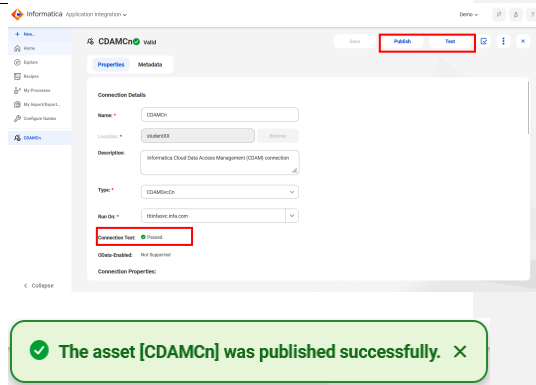 Informatica Application Integration
Demo
New...
Home
Explore
Recipes
My Processes
My Import/Export...
Configure Guides
CDAMCn
Collapse
CDAMCn Valid
Save Publish Test
Properties Metadata
Connection Details
Name: * CDAMCn
Location: * studentXX Browse
Description: Informatica Cloud Data Access Management (CDAM) connection
Type: * CDAMSvcCn
Run On: * tttinfasvc.infa.com
Connection Test: Passed
OData-Enabled: Not Supported
Connection Properties:
The asset [CDAMCn] was published successfully.